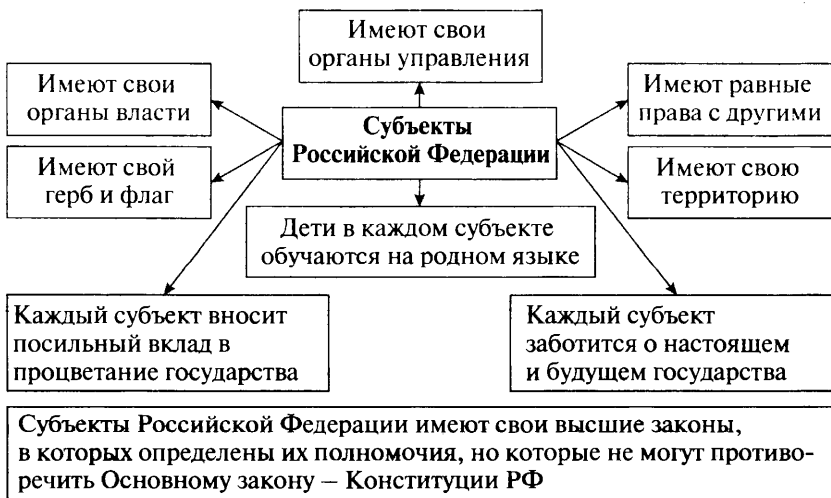 Имеют свои
органы управления
Имеют свои
органы власти
Имеют равные
права с другими
Субъекты
Российской Федерации
Имеют свой
герб и флаг
Имеют свою
территорию
Дети в каждом субъекте
обучаются на родном языке
Каждый субъект вносит
посильный вклад в
процветание государства
Каждый субъект
заботится о настоящем
и будущем государства
Субъекты Российской Федерации имеют свои высшие законы,
в которых определены их полномочия, но которые не могут противо-
речить Основному закону – Конституции РФ